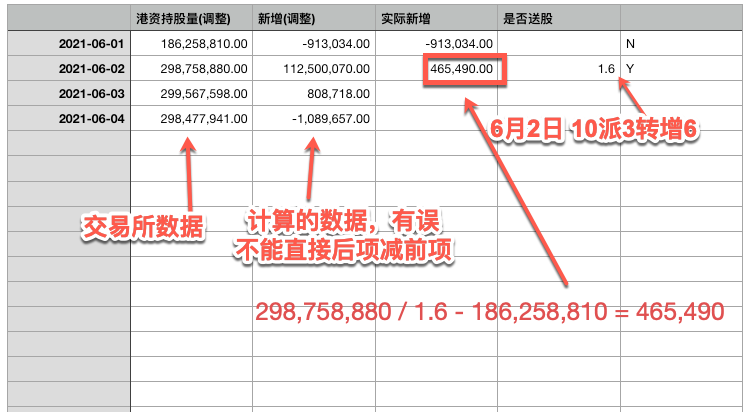 港资持股量(调整) 新增(调整) 实际新增 是否送股
2021-06-01 186,258,810.00 -913,034.00 -913,034.00 N
2021-06-02 298,758,880.00 112,500,070.00 465,490.00 1.6 Y
2021-06-03 299,567,598.00 808,718.00
2021-06-04 298,477,941.00 -1,089,657.00
6月2日 10派3转增6
交易所数据
计算的数据，有误
不能直接后项减前项
298,758,880 / 1.6 - 186,258,810 = 465,490